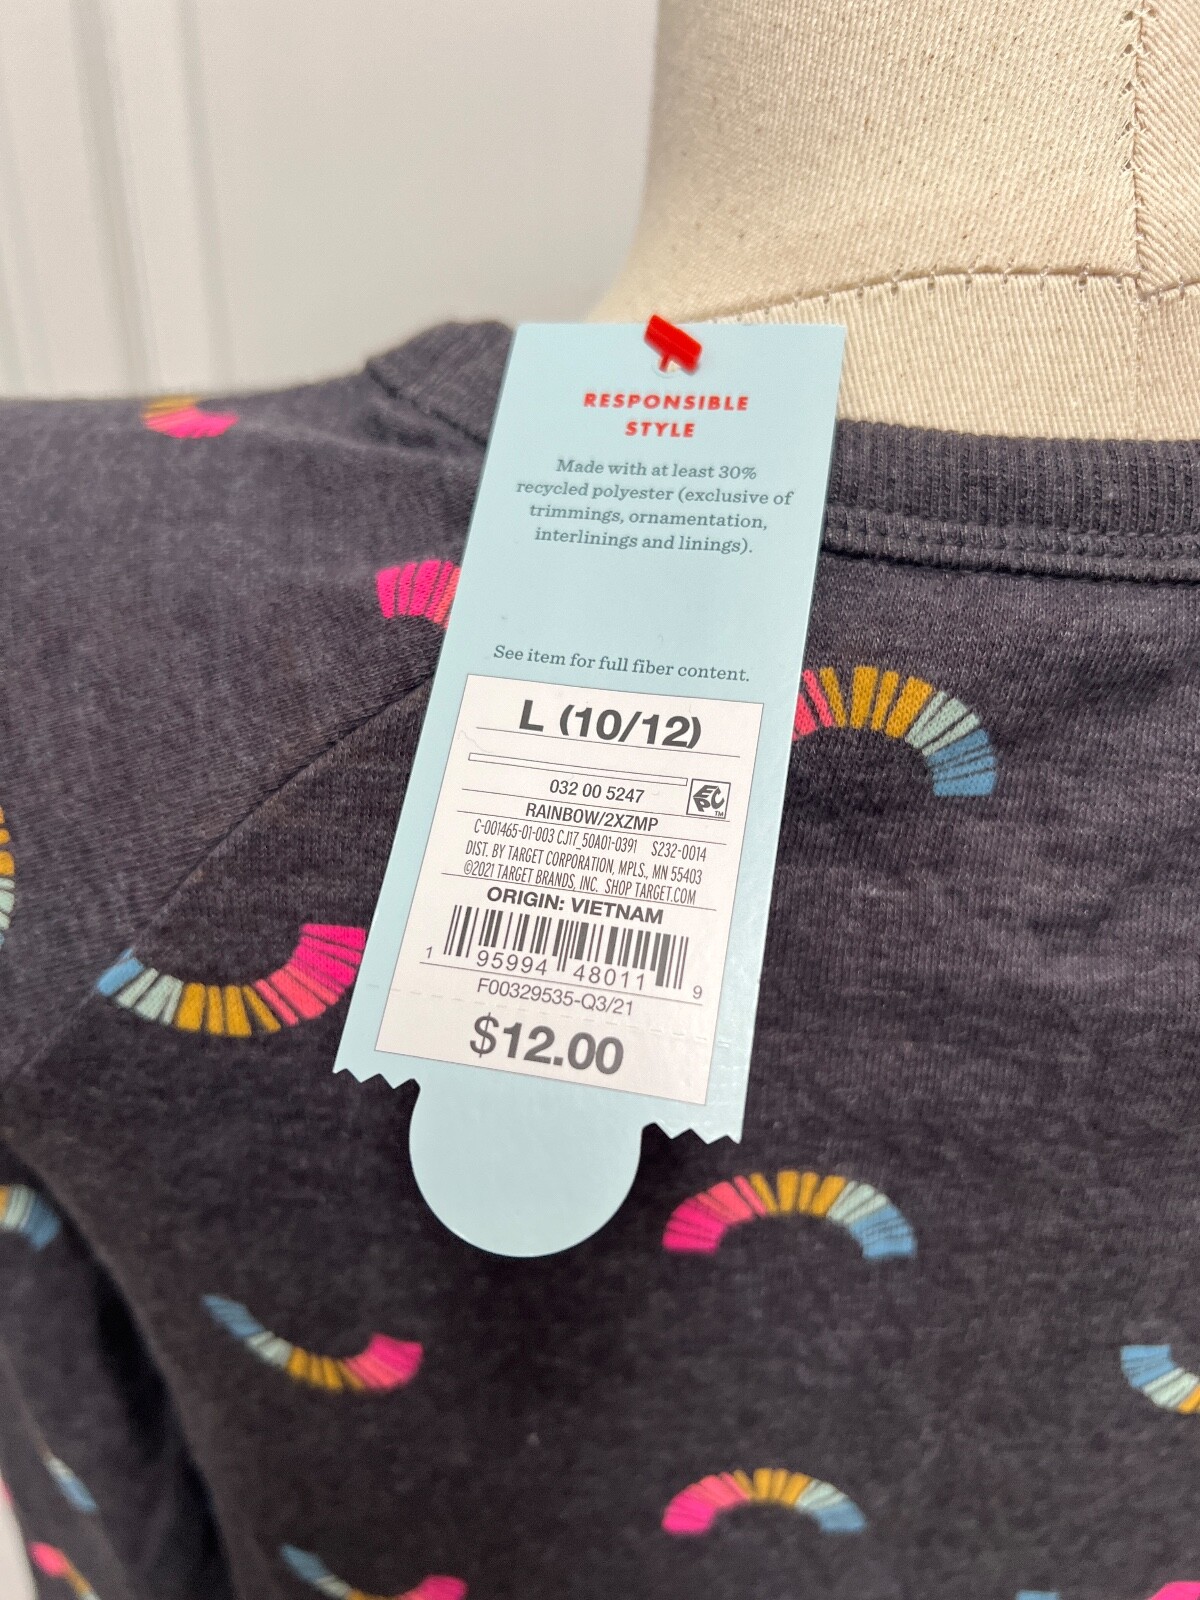 RESPONSIBLE
STYLE
Made with at least 30%
recycled polyester (exclusive of
trimmings, ornamentation,
interlinings and linings).
See item for full fiber content.
L (10/12)
032 00 5247
EC
PC TM
RAINBOW/2XZMP
C-001465-01-003 CJ17_50A01-0391 S232-0014
DIST. BY TARGET CORPORATION, MPLS., MN 55403
©2021 TARGET BRANDS, INC. SHOP TARGET.COM
ORIGIN: VIETNAM
1 95994 48011 9
F00329535-Q3/21
$12.00